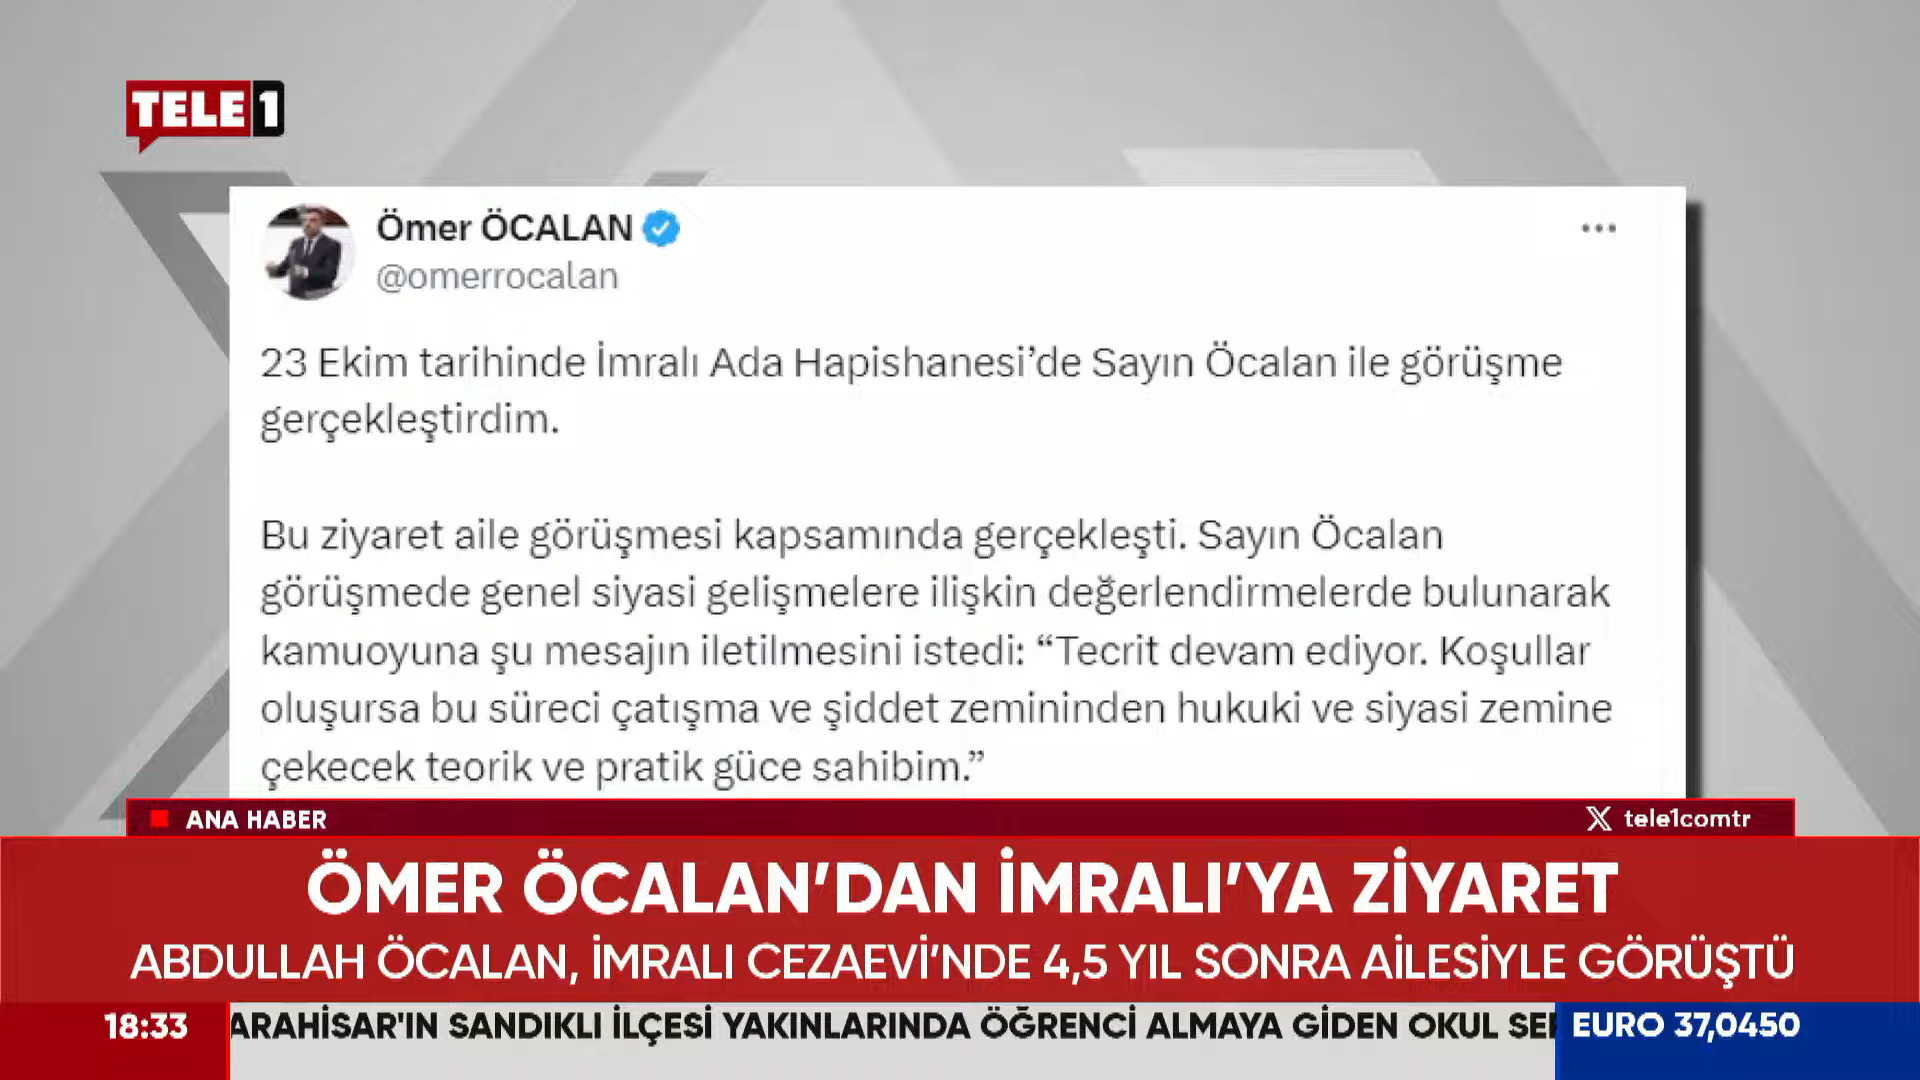 TELE1
Ömer ÖCALAN
@omerrocalan
23 Ekim tarihinde İmralı Ada Hapishanesi’de Sayın Öcalan ile görüşme
gerçekleştirdim.
Bu ziyaret aile görüşmesi kapsamında gerçekleşti. Sayın Öcalan
görüşmede genel siyasi gelişmelere ilişkin değerlendirmelerde bulunarak
kamuoyuna şu mesajın iletilmesini istedi: “Tecrit devam ediyor. Koşullar
oluşursa bu süreci çatışma ve şiddet zemininden hukuki ve siyasi zemine
çekecek teorik ve pratik güce sahibim.”
ANA HABER
tele1comtr
ÖMER ÖCALAN’DAN İMRALI’YA ZİYARET
ABDULLAH ÖCALAN, İMRALI CEZAEVİ’NDE 4,5 YIL SONRA AİLESİYLE GÖRÜŞTÜ
18:33
ARAHİSAR'IN SANDIKLI İLÇESİ YAKINLARINDA ÖĞRENCİ ALMAYA GİDEN OKUL SE
EURO 37,0450